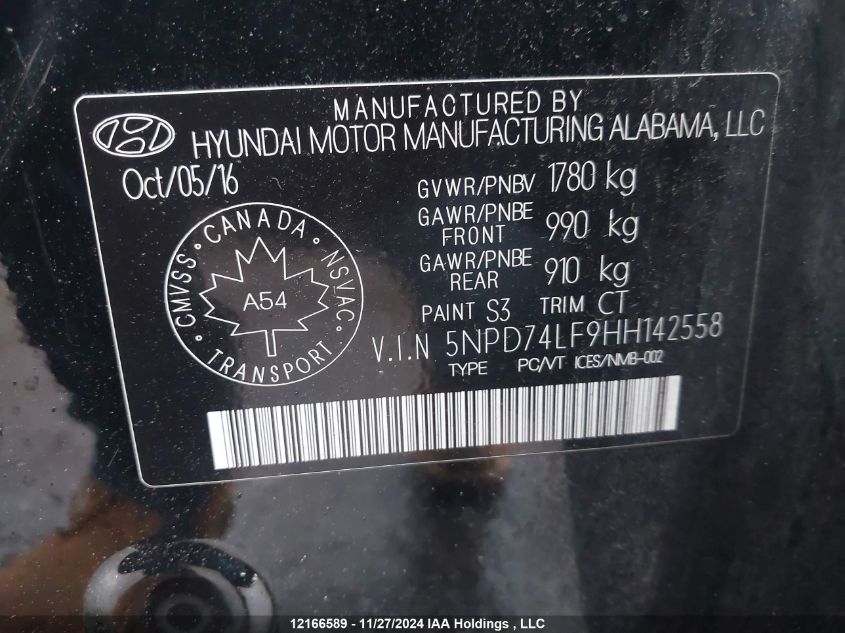 MANUFACTURED BY
HYUNDAI MOTOR MANUFACTURING ALABAMA, LLC
Oct/05/16
GVWR/PNBV 1780 kg
GAWR/PNBE FRONT 990 kg
GAWR/PNBE REAR 910 kg
PAINT S3 TRIM CT
V.I.N 5NPD74LF9HH142558
TYPE PC/VT ICES/NMB-002
CMVSS · CANADA · NSVAC · TRANSPORT ·
A54
12166589 - 11/27/2024 IAA Holdings , LLC